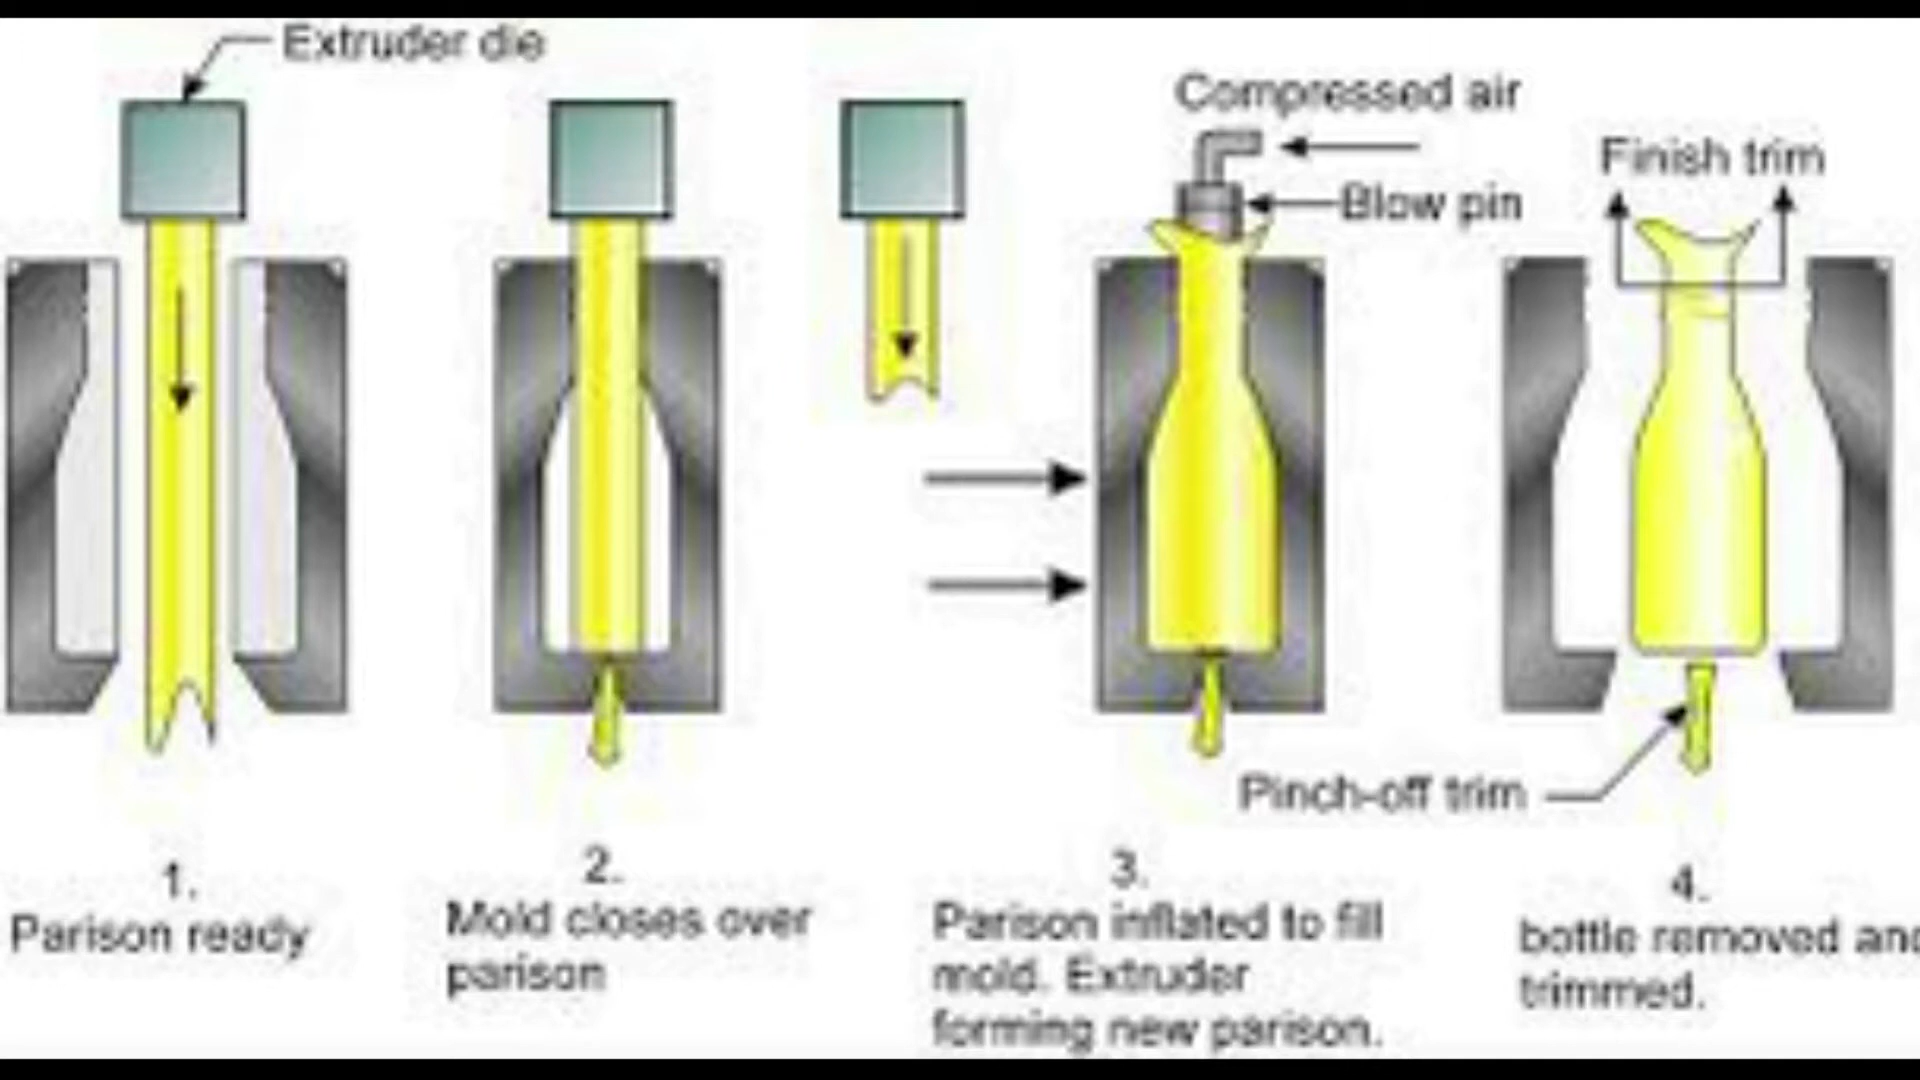 Extruder die
Compressed air
Blow pin
Finish trim
Pinch-off trim
1.
Parison ready
2.
Mold closes over
parison
3.
Parison inflated to fill
mold. Extruder
forming new parison.
4.
bottle removed and
trimmed.